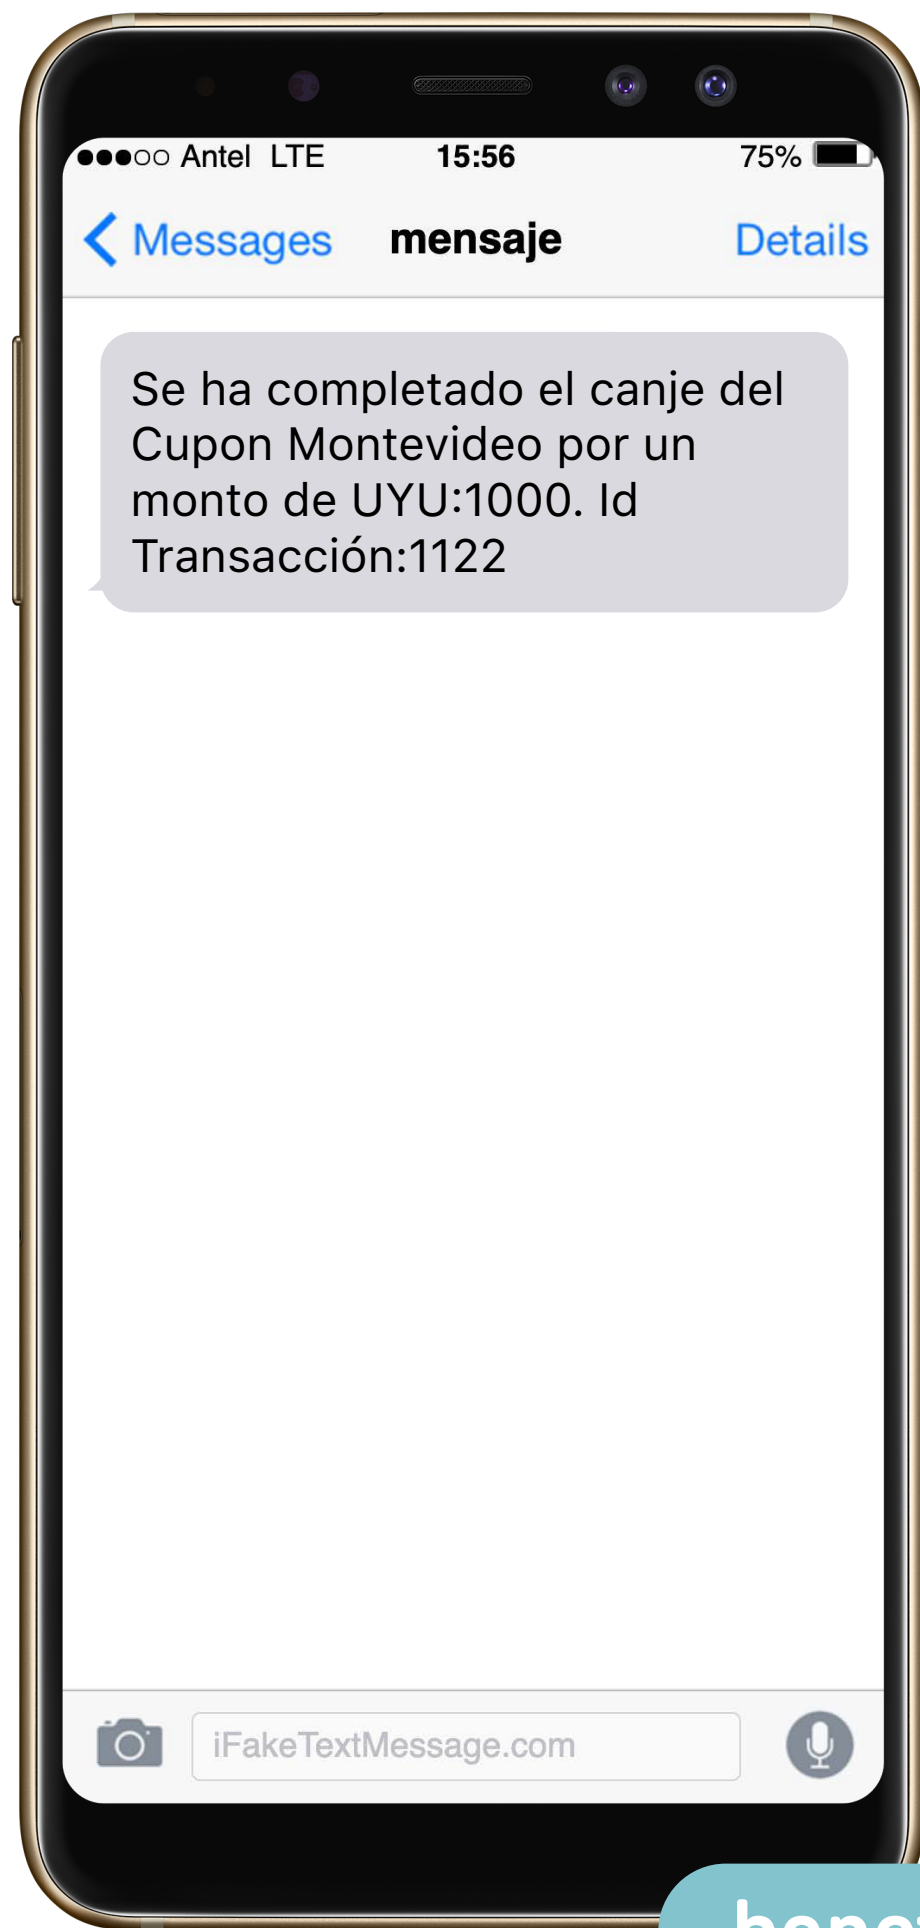 ●●●○○ Antel LTE 15:56 75%
Messages mensaje Details
Se ha completado el canje del
Cupon Montevideo por un
monto de UYU:1000. Id
Transacción:1122
iFakeTextMessage.com